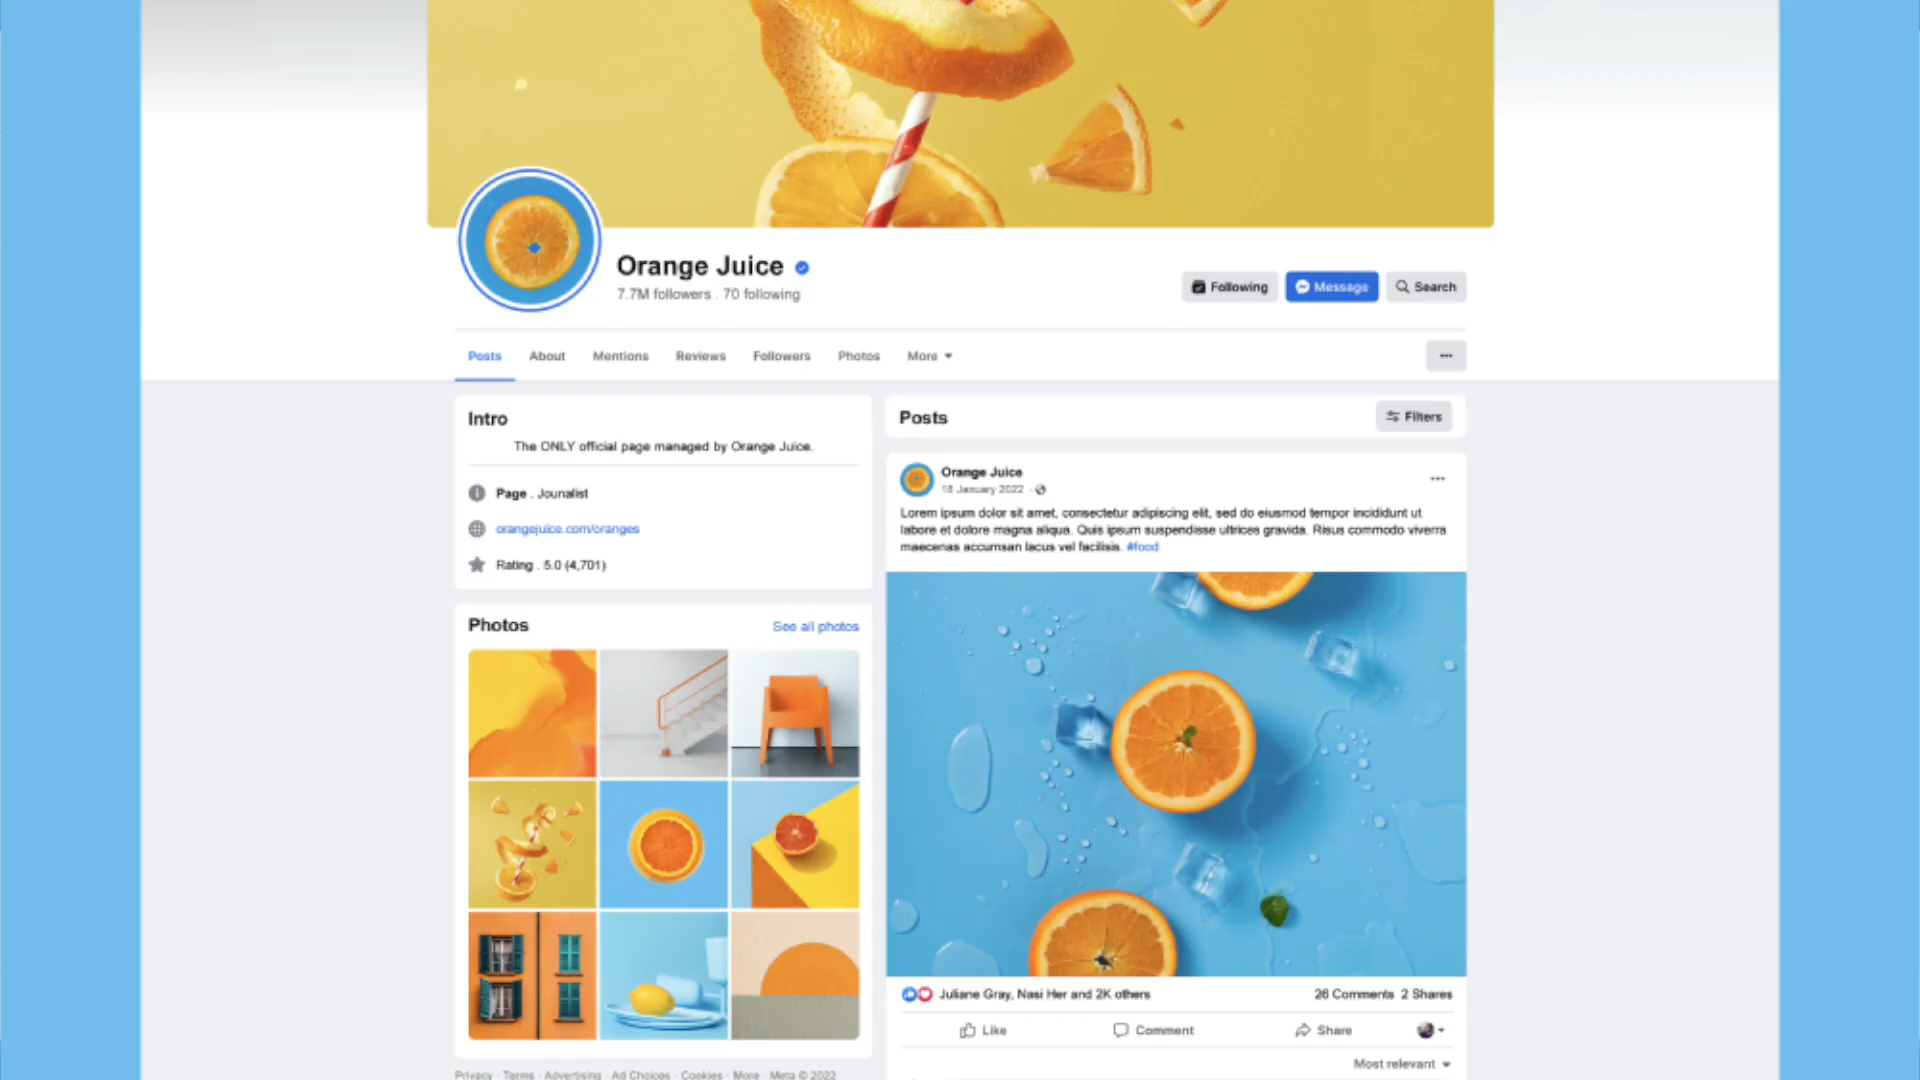 Orange Juice
7.7M followers . 70 following
Following
Message
Search
Posts
About
Mentions
Reviews
Followers
Photos
More
Intro
The ONLY official page managed by Orange Juice.
Page . Jounalist
orangejuice.com/oranges
Rating . 5.0 (4,701)
Photos
See all photos
Privacy · Terms · Advertising · Ad Choices · Cookies · More · Meta © 2022
Posts
Filters
Orange Juice
18 January 2022 ·
Lorem ipsum dolor sit amet, consectetur adipiscing elit, sed do eiusmod tempor incididunt ut
labore et dolore magna aliqua. Quis ipsum suspendisse ultrices gravida. Risus commodo viverra
maecenas accumsan lacus vel facilisis. #food
Juliane Gray, Nasi Her and 2K others
26 Comments 2 Shares
Like
Comment
Share
Most relevant